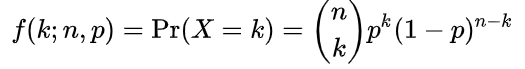 f(k; n, p) = Pr(X = k) = \binom{n}{k} p^k (1 − p)^{n−k}